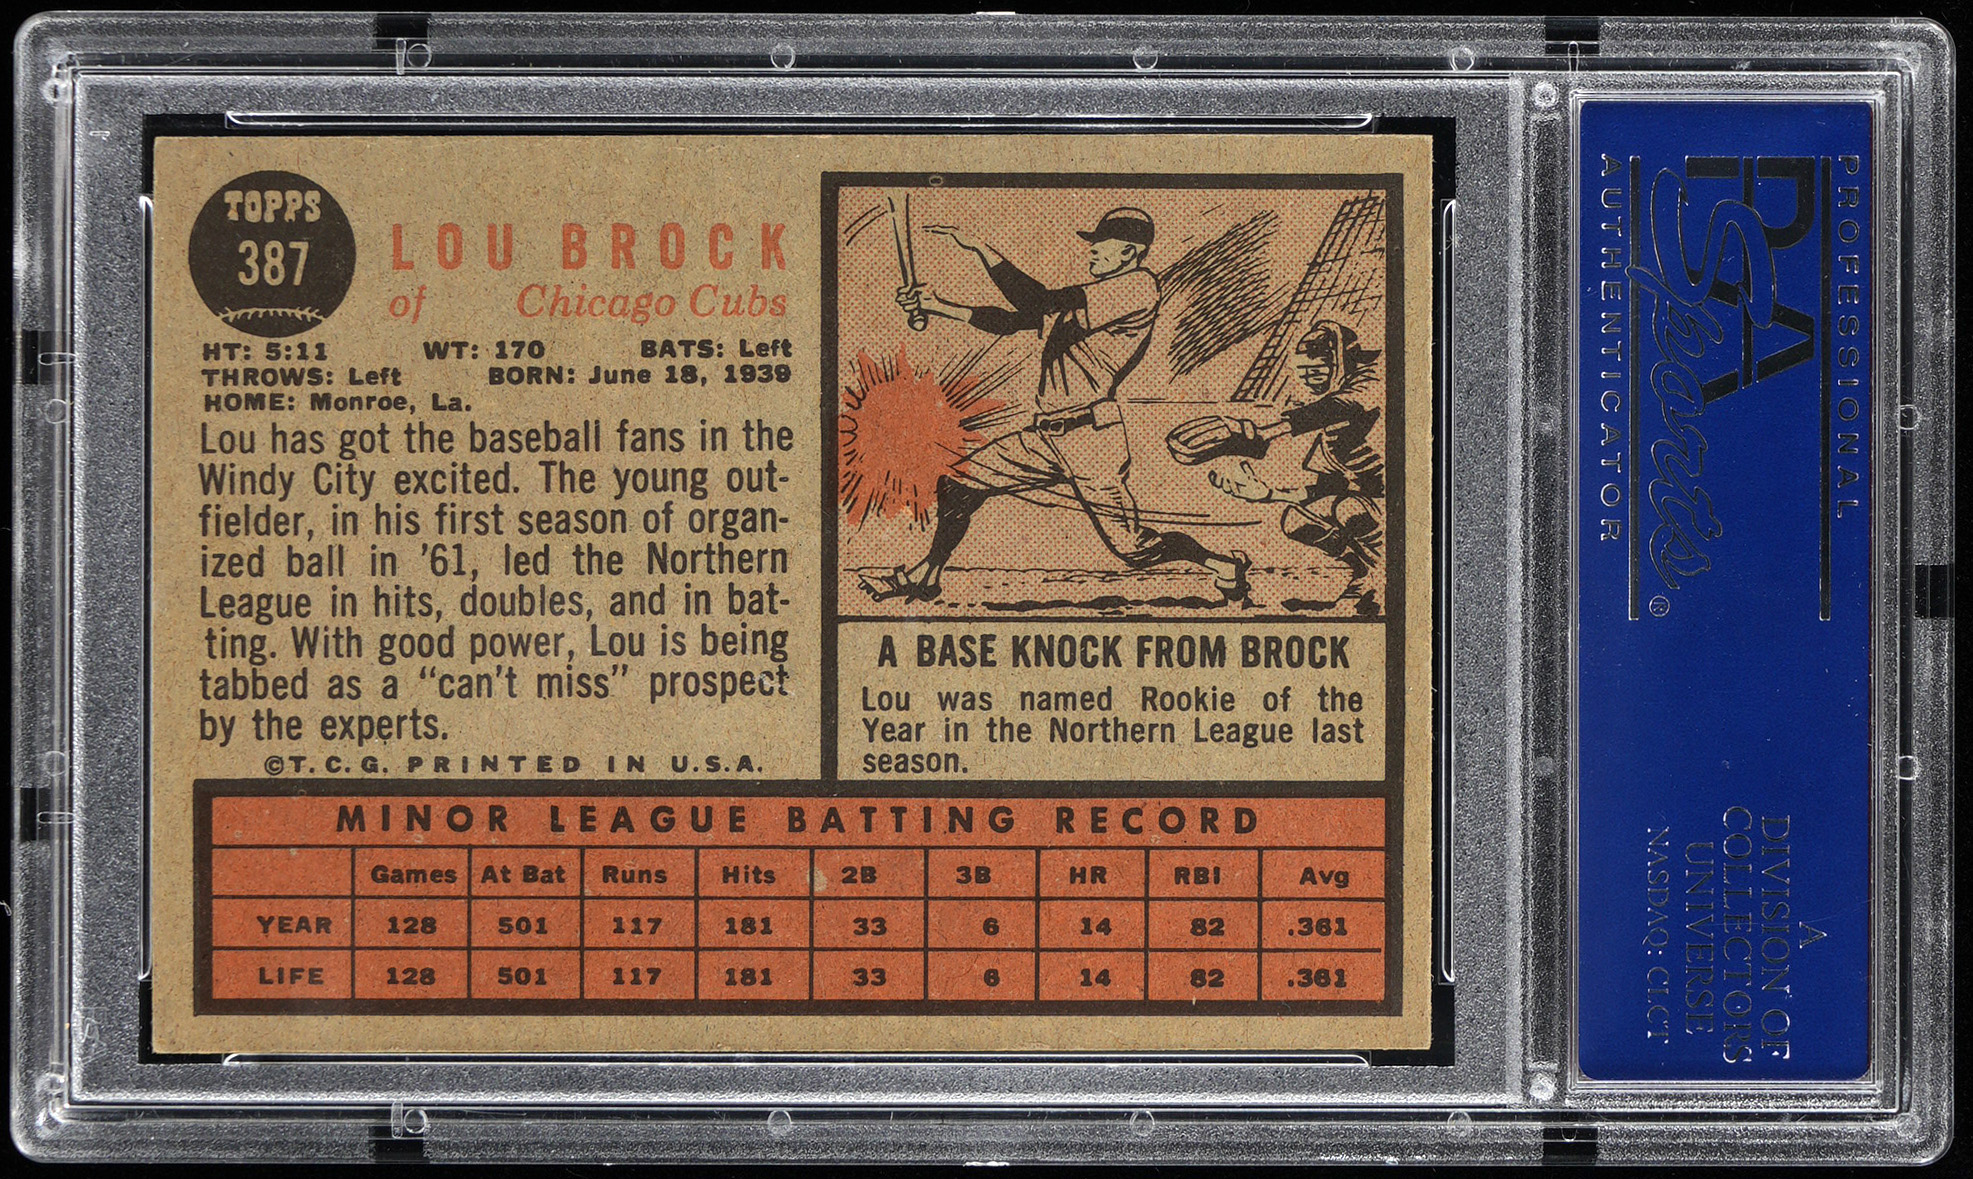 TOPPS
387
LOU BROCK
of Chicago Cubs
HT: 5:11 WT: 170 BATS: Left
THROWS: Left BORN: June 18, 1939
HOME: Monroe, La.
Lou has got the baseball fans in the
Windy City excited. The young out-
fielder, in his first season of organ-
ized ball in '61, led the Northern
League in hits, doubles, and in bat-
ting. With good power, Lou is being
tabbed as a "can't miss" prospect
by the experts.
©T.C.G. PRINTED IN U.S.A.
A BASE KNOCK FROM BROCK
Lou was named Rookie of the
Year in the Northern League last
season.
MINOR LEAGUE BATTING RECORD
Games At Bat Runs Hits 2B 3B HR RBI Avg
YEAR 128 501 117 181 33 6 14 82 .361
LIFE 128 501 117 181 33 6 14 82 .361
PROFESSIONAL
PSA
Sports®
AUTHENTICATOR
A
DIVISION OF
COLLECTORS
UNIVERSE
NASDAQ: CLCT